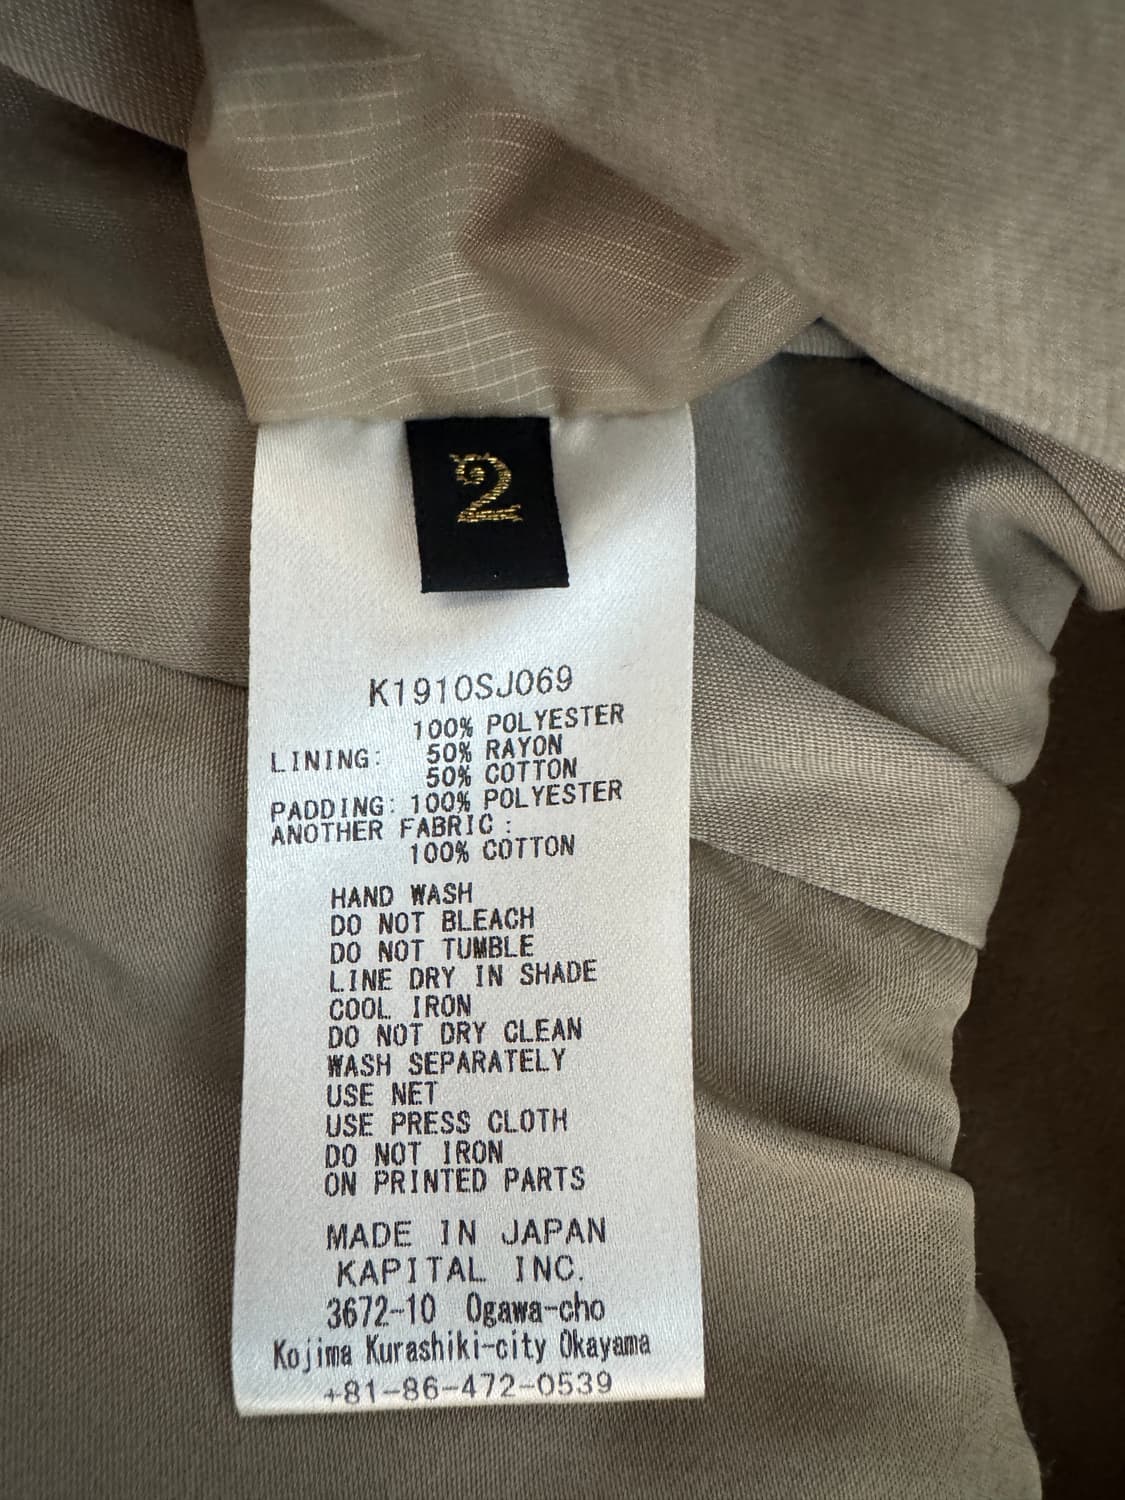 2
K1910SJ069
100% POLYESTER
LINING: 50% RAYON
50% COTTON
PADDING: 100% POLYESTER
ANOTHER FABRIC :
100% COTTON
HAND WASH
DO NOT BLEACH
DO NOT TUMBLE
LINE DRY IN SHADE
COOL IRON
DO NOT DRY CLEAN
WASH SEPARATELY
USE NET
USE PRESS CLOTH
DO NOT IRON
ON PRINTED PARTS
MADE IN JAPAN
KAPITAL INC.
3672-10 Ogawa-cho
Kojima Kurashiki-city Okayama
+81-86-472-0539